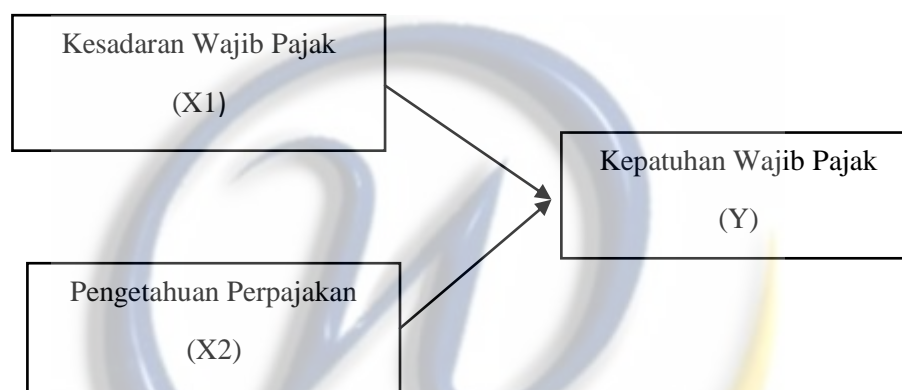 Kesadaran Wajib Pajak
(X1)
Kepatuhan Wajib Pajak
(Y)
Pengetahuan Perpajakan
(X2)